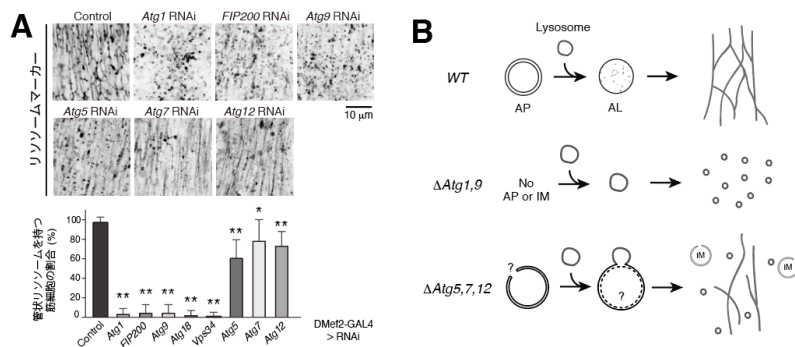 A
Control
Atg1 RNAi
FIP200 RNAi
Atg9 RNAi
リソソームマーカー
10 μm
Atg5 RNAi
Atg7 RNAi
Atg12 RNAi
管状リソソームを持つ
筋細胞の割合 (%)
100
80
60
40
20
0
**
**
**
**
**
**
*
**
Control
Atg1
FIP200
Atg9
Atg18
Vps34
Atg5
Atg7
Atg12
DMef2-GAL4
> RNAi
B
Lysosome
WT
AP
AL
ΔAtg1,9
No
AP or IM
ΔAtg5,7,12
?
?
IM
IM